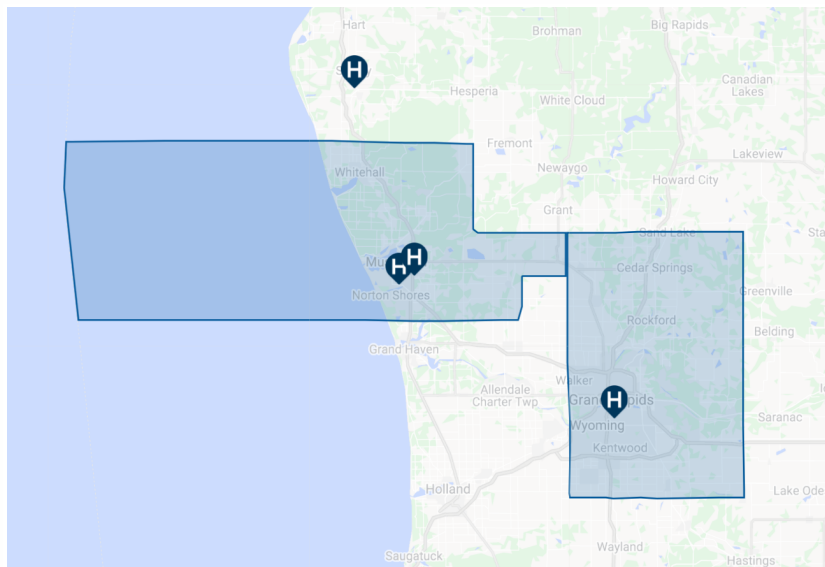 Hart
Big Rapids
Brohman
H
Canadian
Lakes
Hesperia
White Cloud
Fremont
Lakeview
Newaygo
Whitehall
Howard City
Grant
Sand Lake
H
h
Cedar Springs
Greenville
Norton Shores
Rockford
Belding
Grand Haven
Walker
Allendale
Charter Twp
H
Saranac
Wyoming
Kentwood
Holland
Lake Ode
Wayland
Saugatuck
Hastings